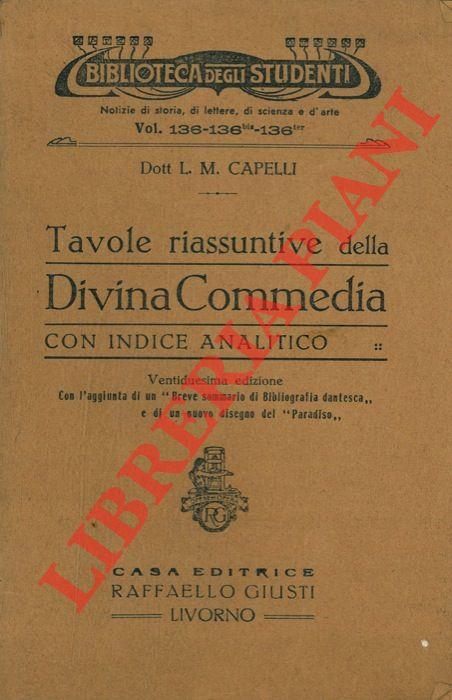 BIBLIOTECA DEGLI STUDENTI
Notizie di storia, di lettere, di scienza e d'arte
Vol. 136-136bis-136ter
Dott L. M. CAPELLI
Tavole riassuntive della
Divina Commedia
CON INDICE ANALITICO ::
Ventiduesima edizione
Con l'aggiunta di un "Breve sommario di Bibliografia dantesca„
e di un nuovo disegno del "Paradiso„
RG
CASA EDITRICE
RAFFAELLO GIUSTI
LIVORNO
LIBRERIA PIANI